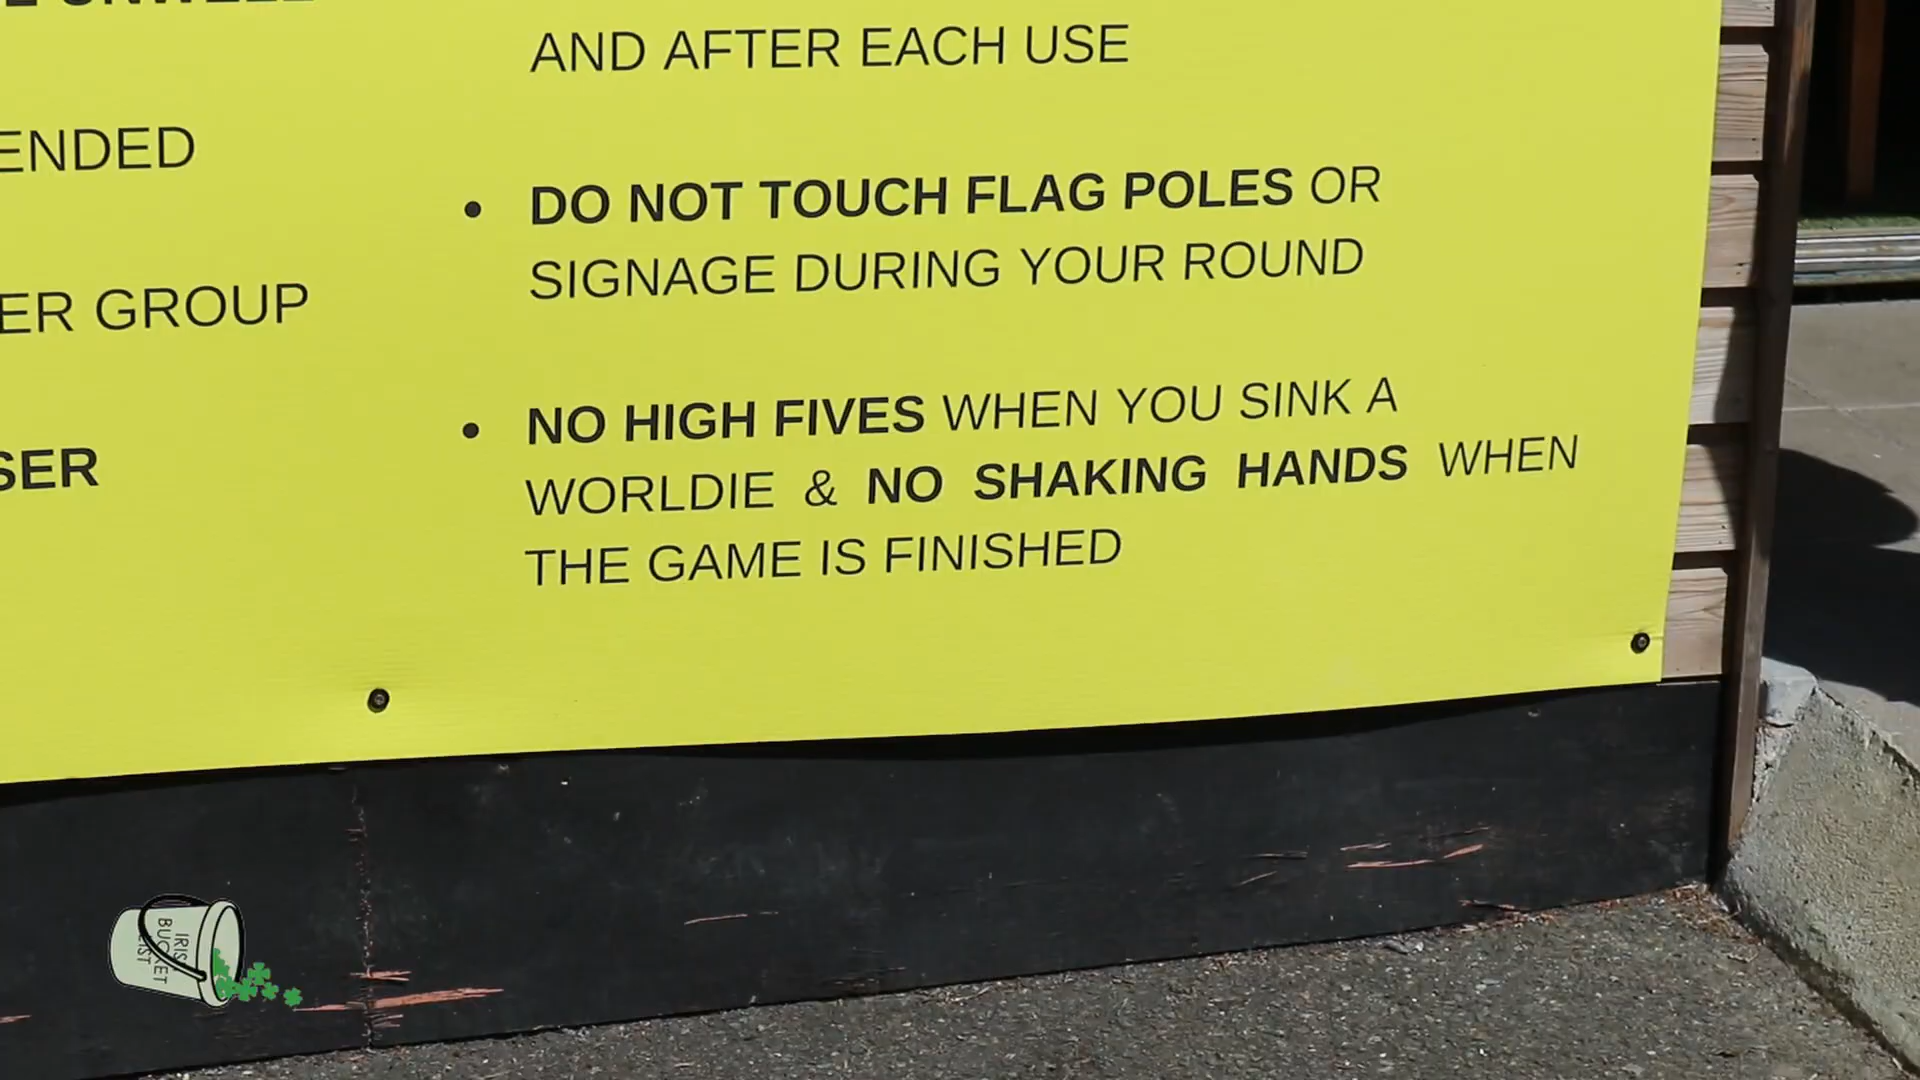 ENDED
ER GROUP
SER
AND AFTER EACH USE
• DO NOT TOUCH FLAG POLES OR
SIGNAGE DURING YOUR ROUND
• NO HIGH FIVES WHEN YOU SINK A
WORLDIE & NO SHAKING HANDS WHEN
THE GAME IS FINISHED
IRISH
BUCKET
LIST